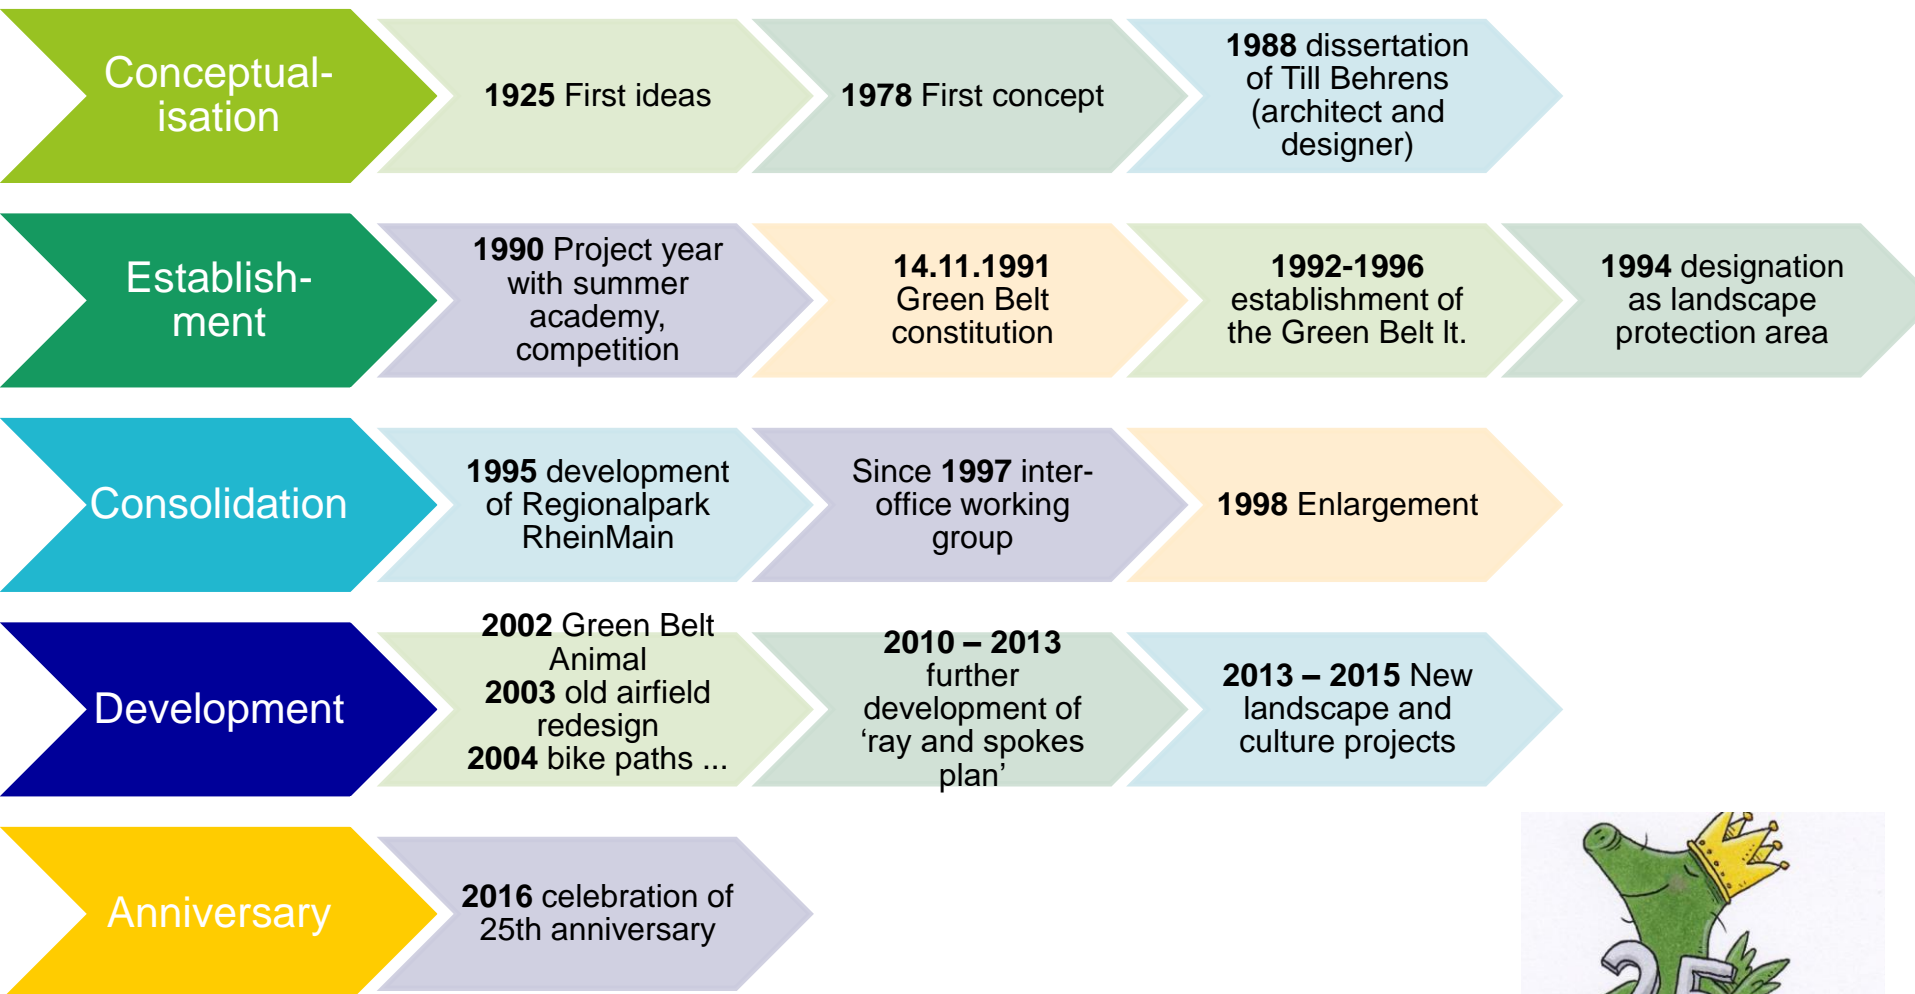 Conceptual-
isation
1925 First ideas
1978 First concept
1988 dissertation
of Till Behrens
(architect and
designer)
Establish-
ment
1990 Project year
with summer
academy,
competition
14.11.1991
Green Belt
constitution
1992-1996
establishment of
the Green Belt lt.
1994 designation
as landscape
protection area
Consolidation
1995 development
of Regionalpark
RheinMain
Since 1997 inter-
office working
group
1998 Enlargement
Development
2002 Green Belt
Animal
2003 old airfield
redesign
2004 bike paths ...
2010 – 2013
further
development of
‘ray and spokes
plan’
2013 – 2015 New
landscape and
culture projects
Anniversary
2016 celebration of
25th anniversary
25